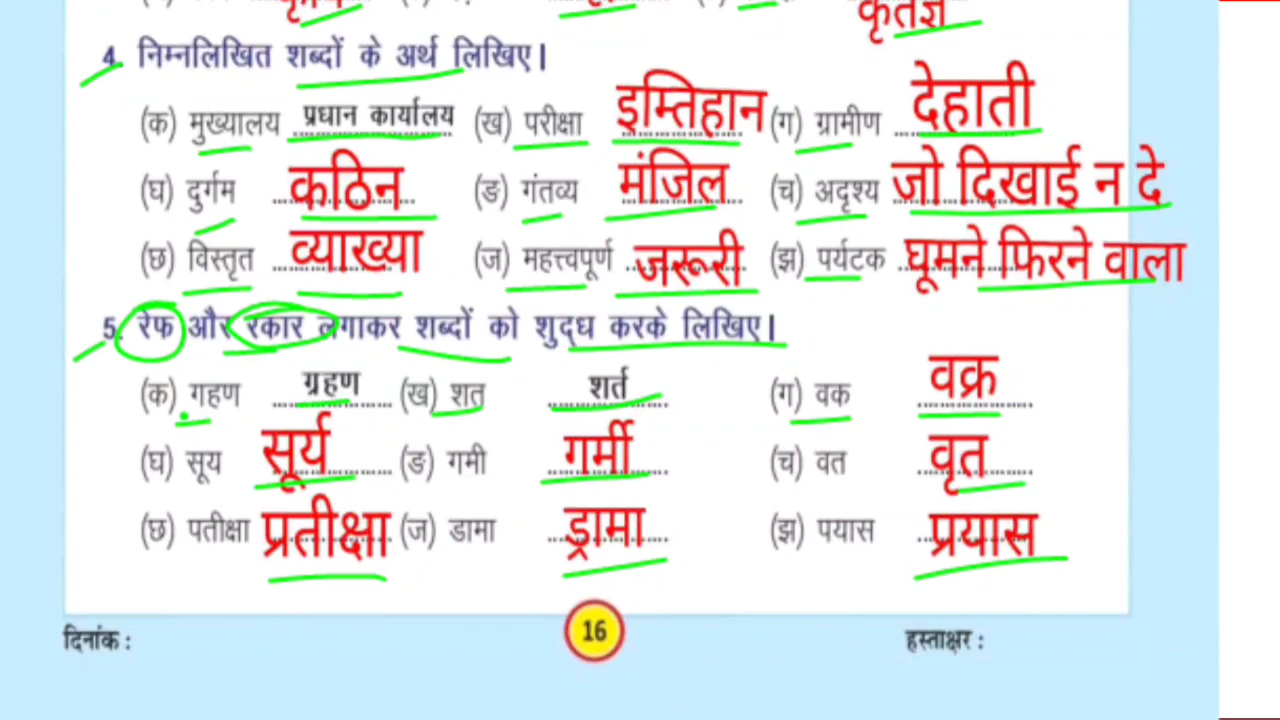 कृतज्ञ
4. निम्नलिखित शब्दों के अर्थ लिखिए।
(क) मुख्यालय प्रधान कार्यालय (ख) परीक्षा इम्तिहान (ग) ग्रामीण देहाती
(घ) दुर्गम कठिन (ङ) गंतव्य मंजिल (च) अदृश्य जो दिखाई न दे
(छ) विस्तृत व्याख्या (ज) महत्त्वपूर्ण जरूरी (झ) पर्यटक घूमने फिरने वाला
5. रेफ और रकार लगाकर शब्दों को शुद्ध करके लिखिए।
(क) गहण ग्रहण (ख) शत शर्त (ग) वक वक्र
(घ) सूय सूर्य (ङ) गमी गर्मी (च) वत वृत
(छ) पतीक्षा प्रतीक्षा (ज) डामा ड्रामा (झ) पयास प्रयास
16
दिनांक : हस्ताक्षर :